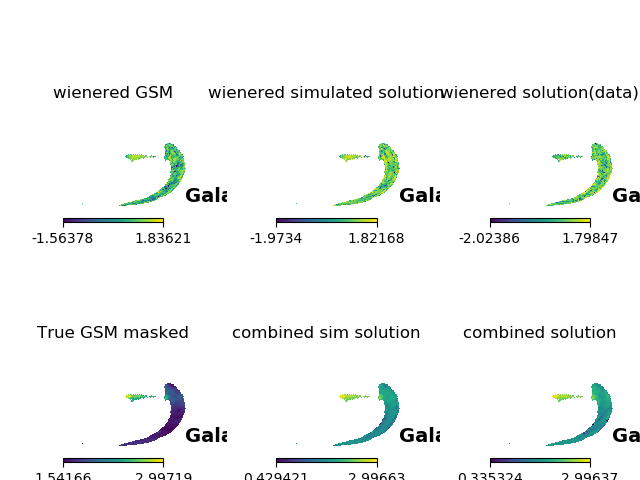 wienered GSM wienered simulated solution wienered solution(data)
Gala Gala Ga
-1.56378 1.83621 -1.9734 1.82168 -2.02386 1.79847
True GSM masked combined sim solution combined solution
Gala Gala Ga
1.54166 2.99719 0.429421 2.99663 0.335324 2.99637